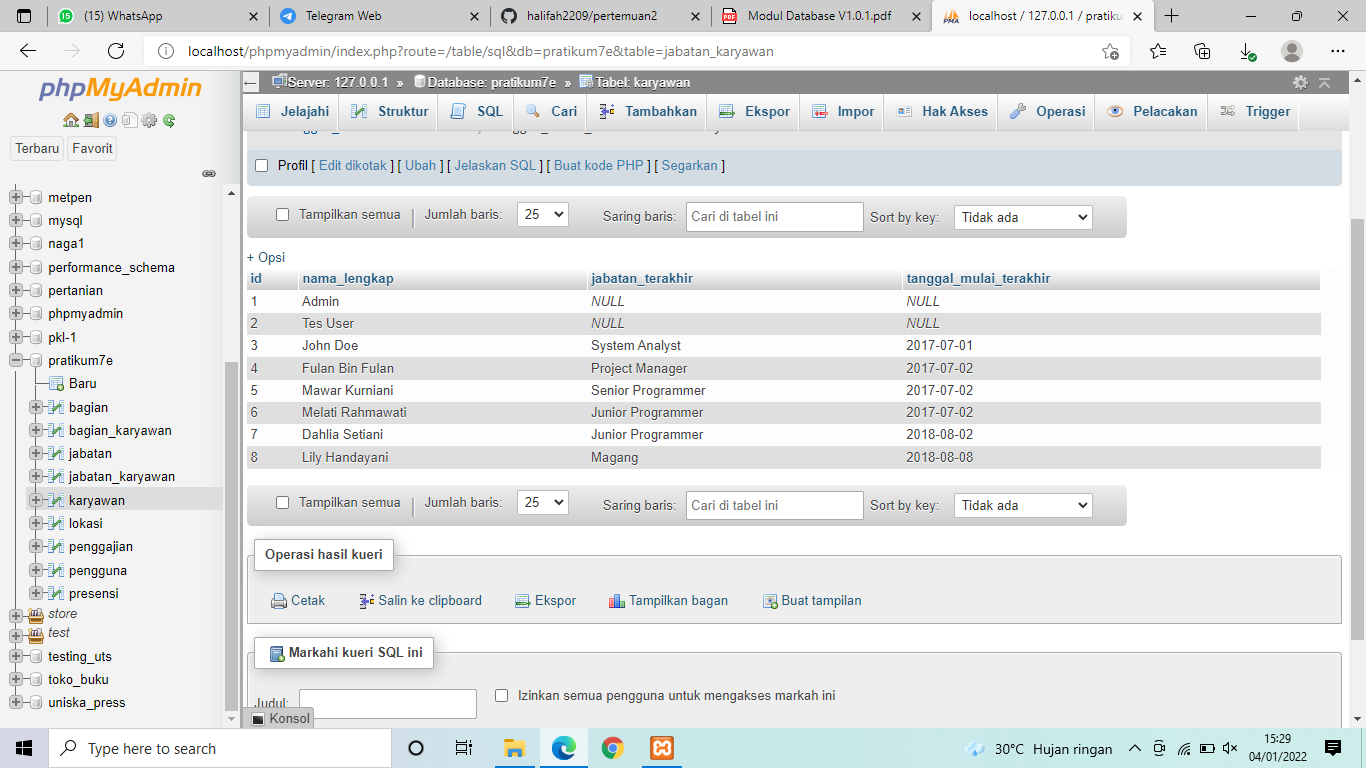 (15) WhatsApp
Telegram Web
halifah2209/pertemuan2
Modul Database V1.0.1.pdf
localhost / 127.0.0.1 / pratiku
localhost/phpmyadmin/index.php?route=/table/sql&db=pratikum7e&table=jabatan_karyawan
phpMyAdmin
Terbaru Favorit
metpen
mysql
naga1
performance_schema
pertanian
phpmyadmin
pkl-1
pratikum7e
Baru
bagian
bagian_karyawan
jabatan
jabatan_karyawan
karyawan
lokasi
penggajian
pengguna
presensi
store
test
testing_uts
toko_buku
uniska_press
Server: 127.0.0.1 » Database: pratikum7e » Tabel: karyawan
Jelajahi Struktur SQL Cari Tambahkan Ekspor Impor Hak Akses Operasi Pelacakan Trigger
Profil [ Edit dikotak ] [ Ubah ] [ Jelaskan SQL ] [ Buat kode PHP ] [ Segarkan ]
Tampilkan semua | Jumlah baris: 25 Saring baris: Cari di tabel ini Sort by key: Tidak ada
+ Opsi
id nama_lengkap jabatan_terakhir tanggal_mulai_terakhir
1 Admin NULL NULL
2 Tes User NULL NULL
3 John Doe System Analyst 2017-07-01
4 Fulan Bin Fulan Project Manager 2017-07-02
5 Mawar Kurniani Senior Programmer 2017-07-02
6 Melati Rahmawati Junior Programmer 2017-07-02
7 Dahlia Setiani Junior Programmer 2018-08-02
8 Lily Handayani Magang 2018-08-08
Tampilkan semua | Jumlah baris: 25 Saring baris: Cari di tabel ini Sort by key: Tidak ada
Operasi hasil kueri
Cetak Salin ke clipboard Ekspor Tampilkan bagan Buat tampilan
Markahi kueri SQL ini
Judul: Izinkan semua pengguna untuk mengakses markah ini
Konsol
Type here to search
30°C Hujan ringan
15:29
04/01/2022